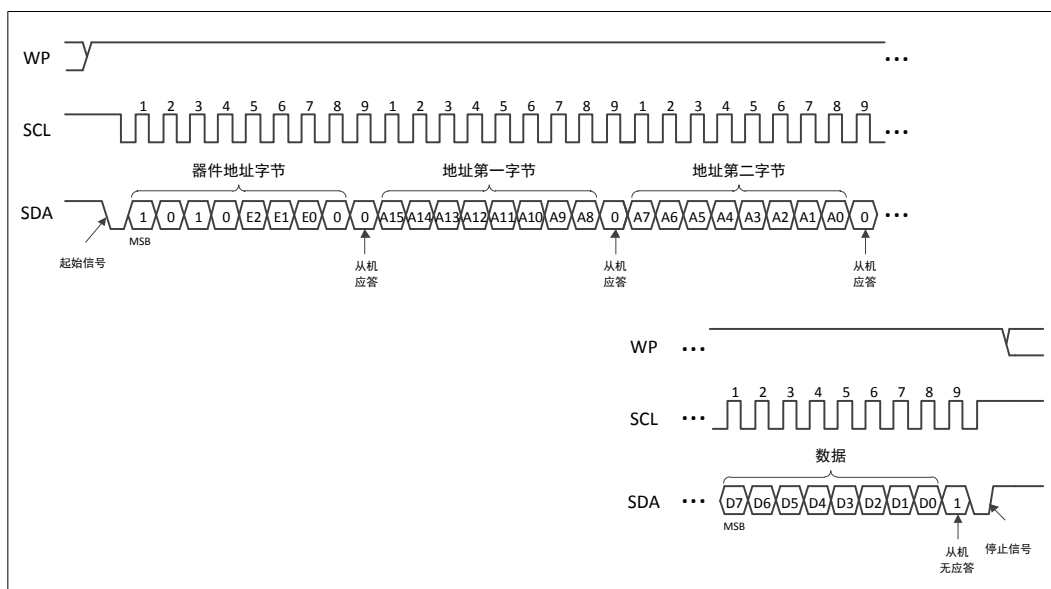 WP
•••
1 2 3 4 5 6 7 8 9 1 2 3 4 5 6 7 8 9 1 2 3 4 5 6 7 8 9
SCL
•••
器件地址字节 地址第一字节 地址第二字节
SDA
1 0 1 0 E2 E1 E0 0 0 A15 A14 A13 A12 A11 A10 A9 A8 0 A7 A6 A5 A4 A3 A2 A1 A0 0
•••
MSB
起始信号
从机
应答
从机
应答
从机
应答
WP •••
1 2 3 4 5 6 7 8 9
SCL •••
数据
SDA ••• D7 D6 D5 D4 D3 D2 D1 D0 1
MSB
从机
无应答
停止信号